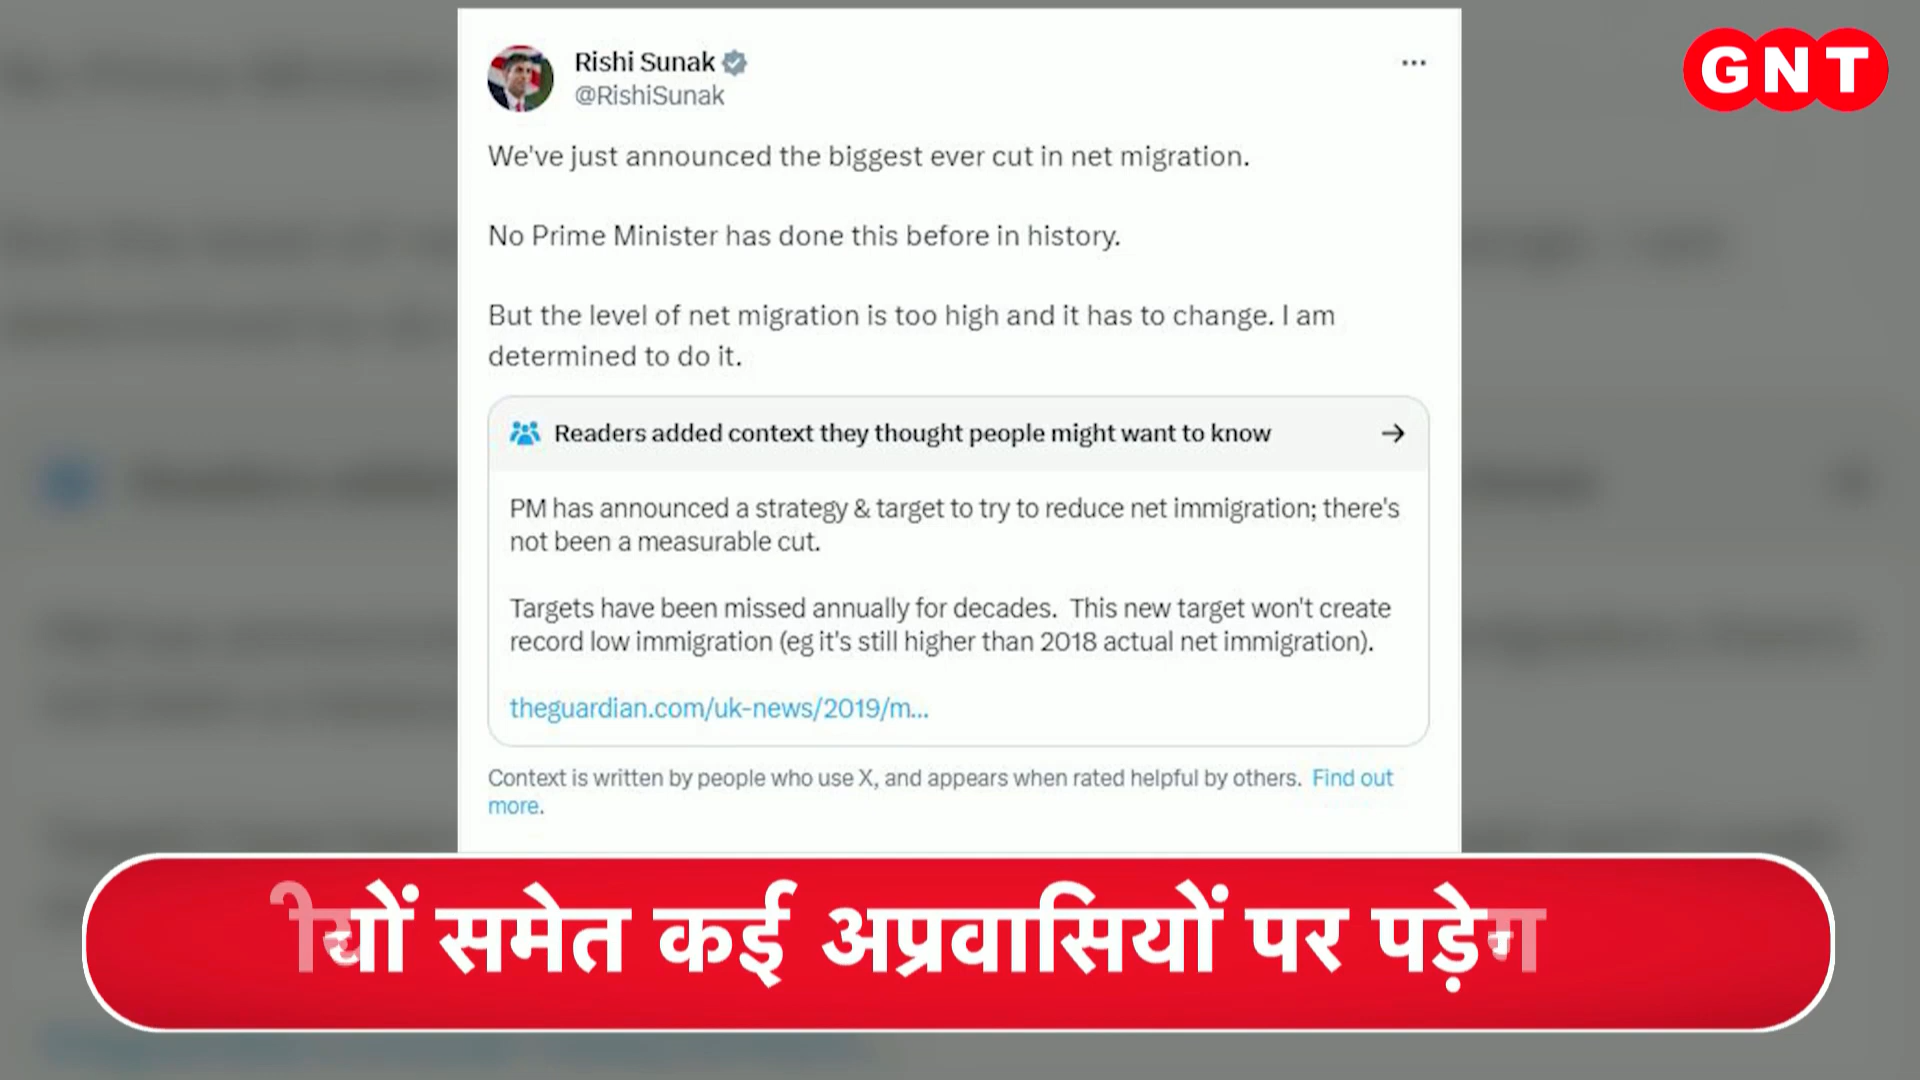 GNT
Rishi Sunak
@RishiSunak
We've just announced the biggest ever cut in net migration.
No Prime Minister has done this before in history.
But the level of net migration is too high and it has to change. I am
determined to do it.
Readers added context they thought people might want to know
PM has announced a strategy & target to try to reduce net immigration; there's
not been a measurable cut.
Targets have been missed annually for decades. This new target won't create
record low immigration (eg it's still higher than 2018 actual net immigration).
theguardian.com/uk-news/2019/m...
Context is written by people who use X, and appears when rated helpful by others. Find out
more.
समेत कई अप्रवासियों पर